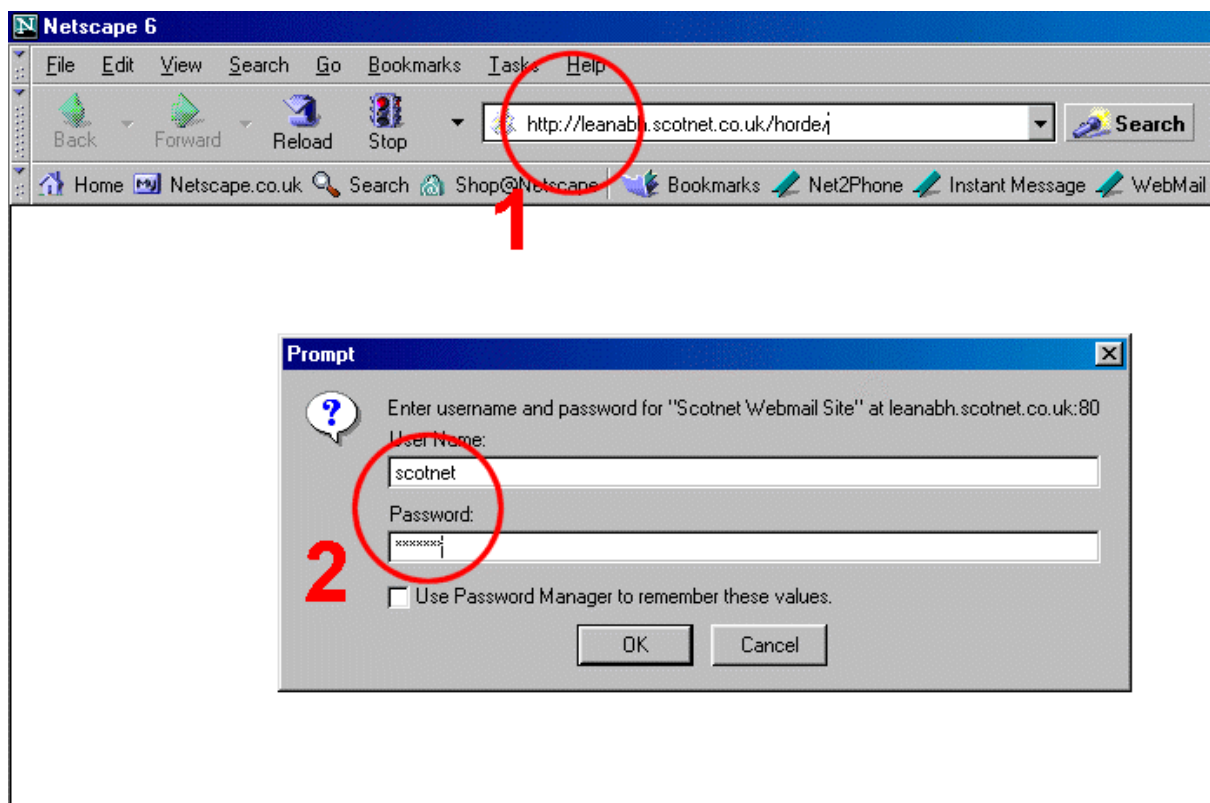 Netscape 6
File Edit View Search Go Bookmarks Tasks Help
Back Forward Reload Stop http://leanabh.scotnet.co.uk/horde/ Search
Home My Netscape.co.uk Search Shop@Netscape Bookmarks Net2Phone Instant Message WebMail
1
Prompt
Enter username and password for "Scotnet Webmail Site" at leanabh.scotnet.co.uk:80
User Name:
scotnet
Password:
*******
2
Use Password Manager to remember these values.
OK Cancel